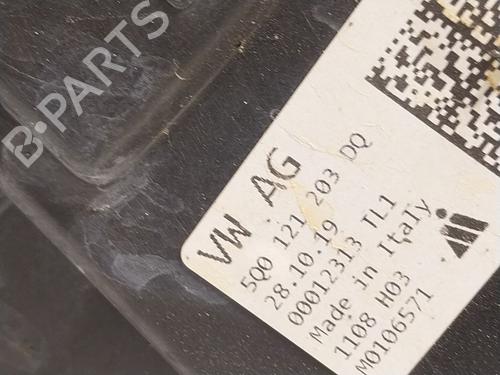 B-PARTS
VW AG
5Q0 121 203 DQ
28.10.19
00012313 TL1
Made in Italy
1108 H03
M0106571